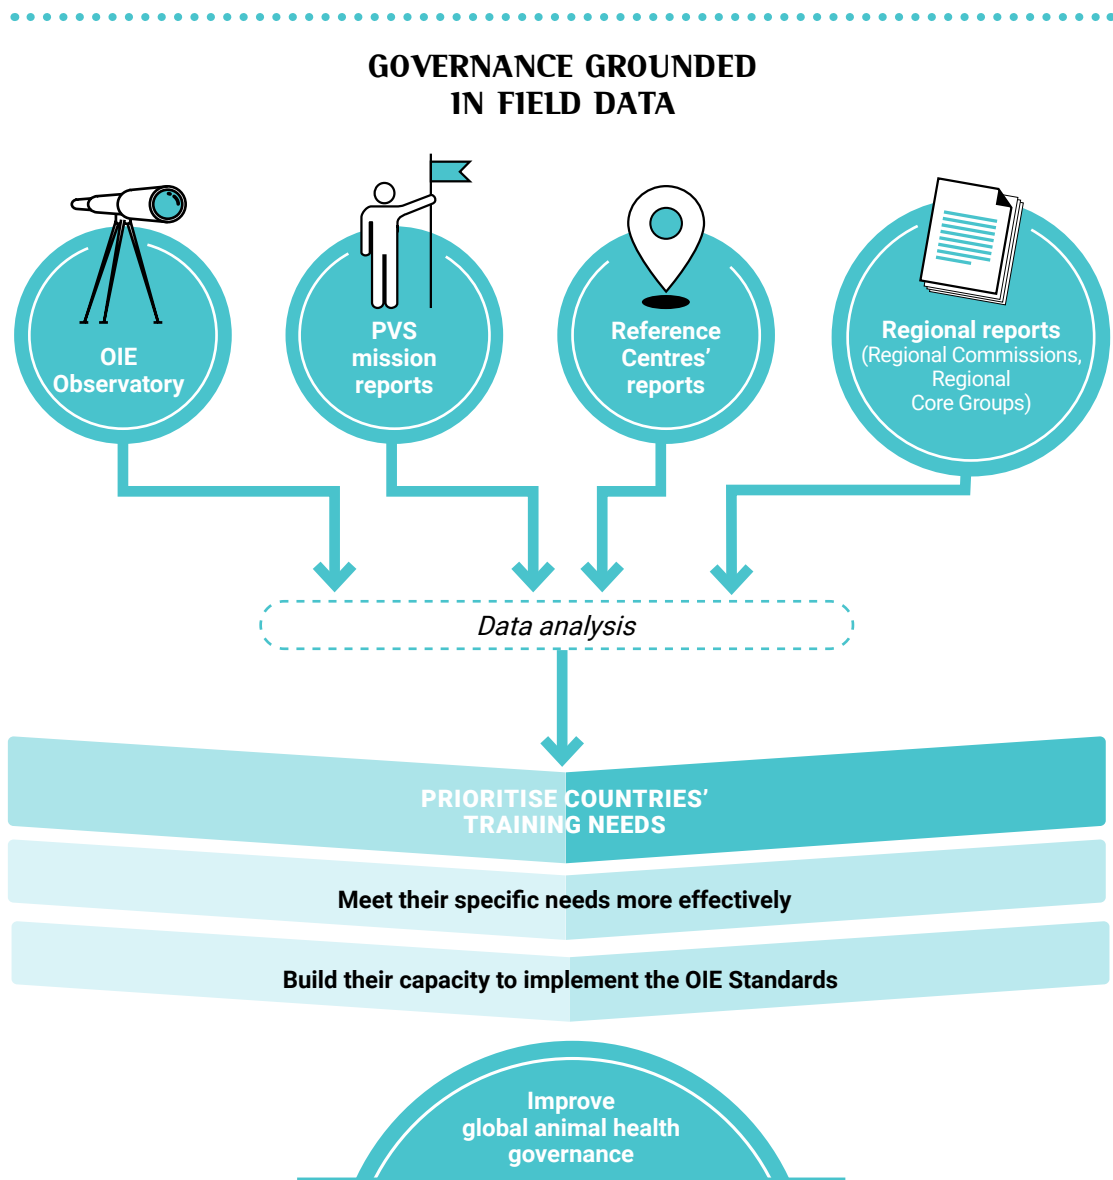 GOVERNANCE GROUNDED
IN FIELD DATA
OIE
Observatory
PVS
mission
reports
Reference
Centres’
reports
Regional reports
(Regional Commissions,
Regional
Core Groups)
Data analysis
PRIORITISE COUNTRIES’
TRAINING NEEDS
Meet their specific needs more effectively
Build their capacity to implement the OIE Standards
Improve
global animal health
governance